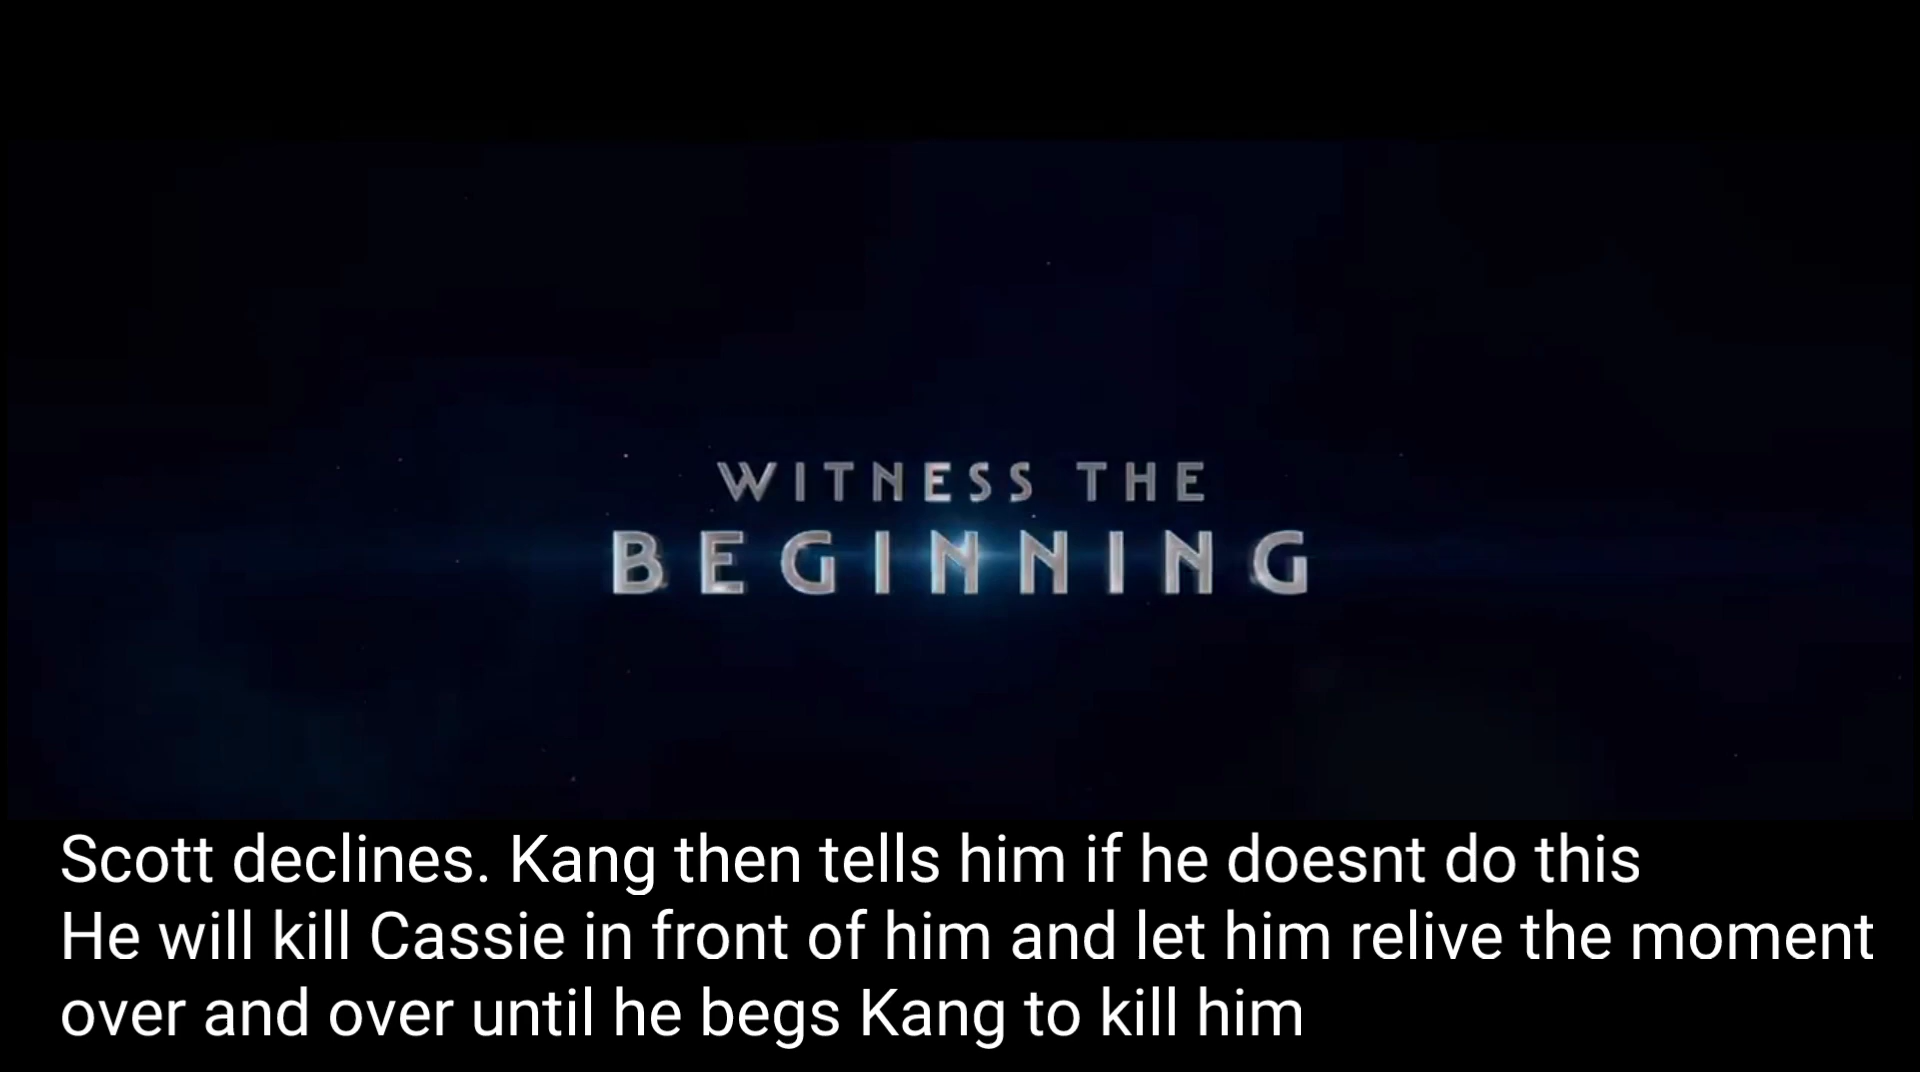 WITNESS THE
BEGINNING
Scott declines. Kang then tells him if he doesnt do this
He will kill Cassie in front of him and let him relive the moment
over and over until he begs Kang to kill him